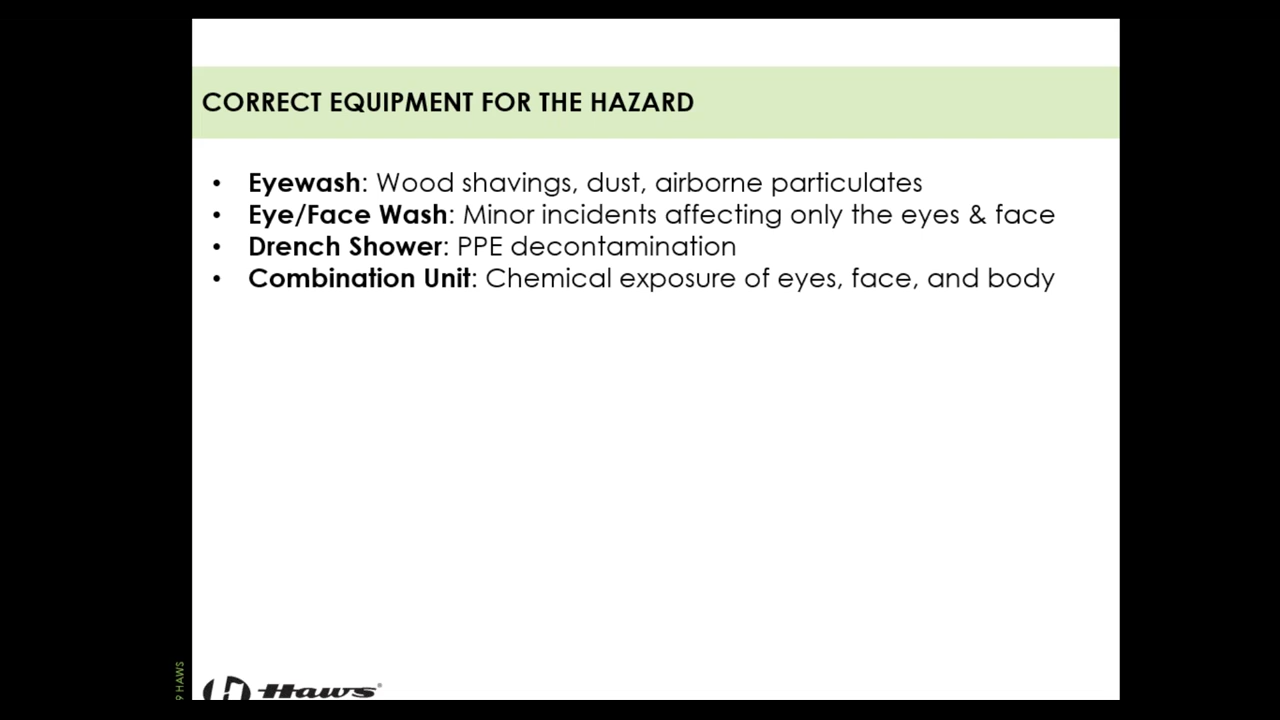 CORRECT EQUIPMENT FOR THE HAZARD
• Eyewash: Wood shavings, dust, airborne particulates
• Eye/Face Wash: Minor incidents affecting only the eyes & face
• Drench Shower: PPE decontamination
• Combination Unit: Chemical exposure of eyes, face, and body
9 HAWS
Haws®